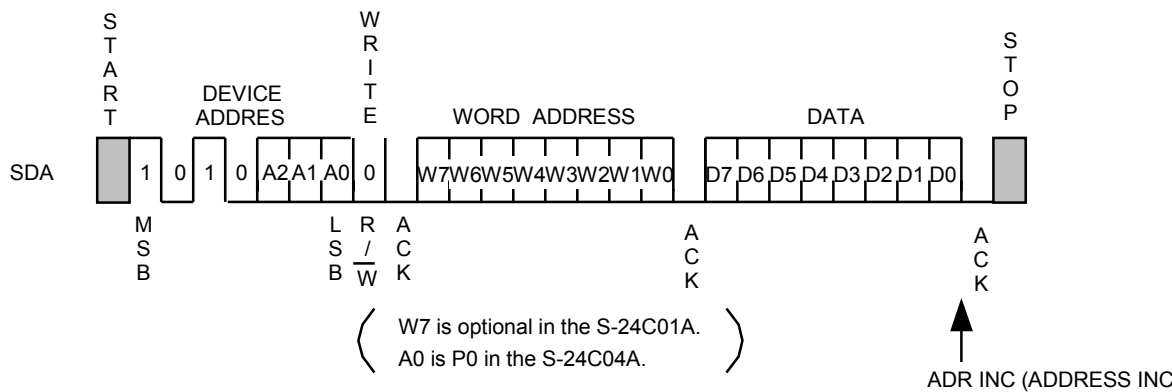 START
WRITE
STOP
DEVICE
ADDRES
WORD ADDRESS
DATA
SDA
1 0 1 0 A2 A1 A0 0 W7 W6 W5 W4 W3 W2 W1 W0 D7 D6 D5 D4 D3 D2 D1 D0
MSB
LSB
R/W
ACK
ACK
ACK
W7 is optional in the S-24C01A.
A0 is P0 in the S-24C04A.
ADR INC (ADDRESS INC